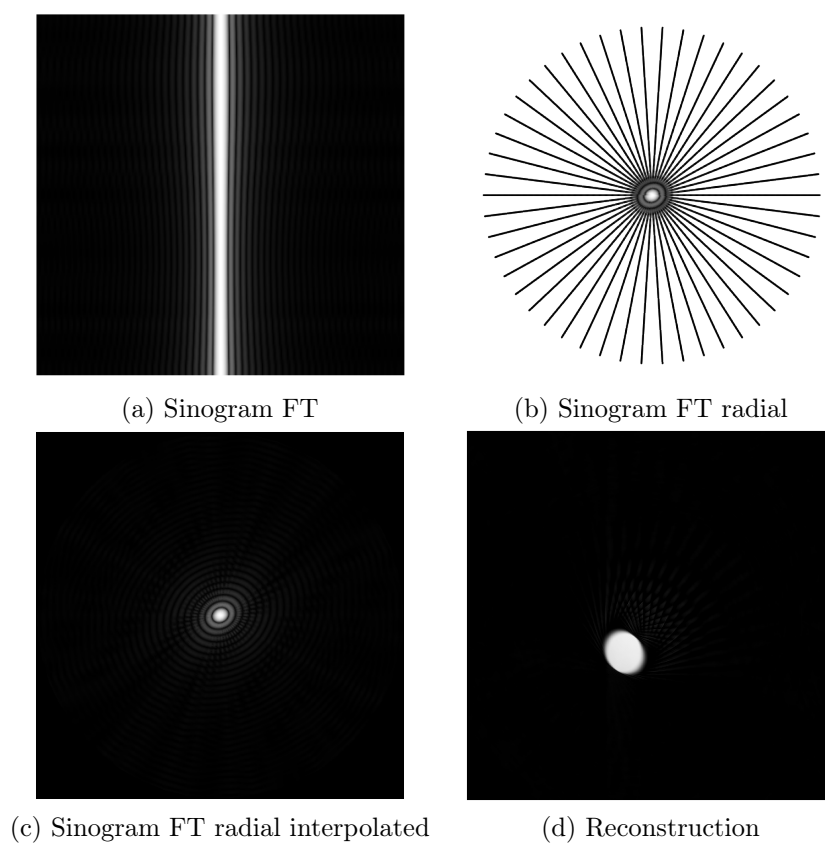 (a) Sinogram FT
(b) Sinogram FT radial
(c) Sinogram FT radial interpolated
(d) Reconstruction